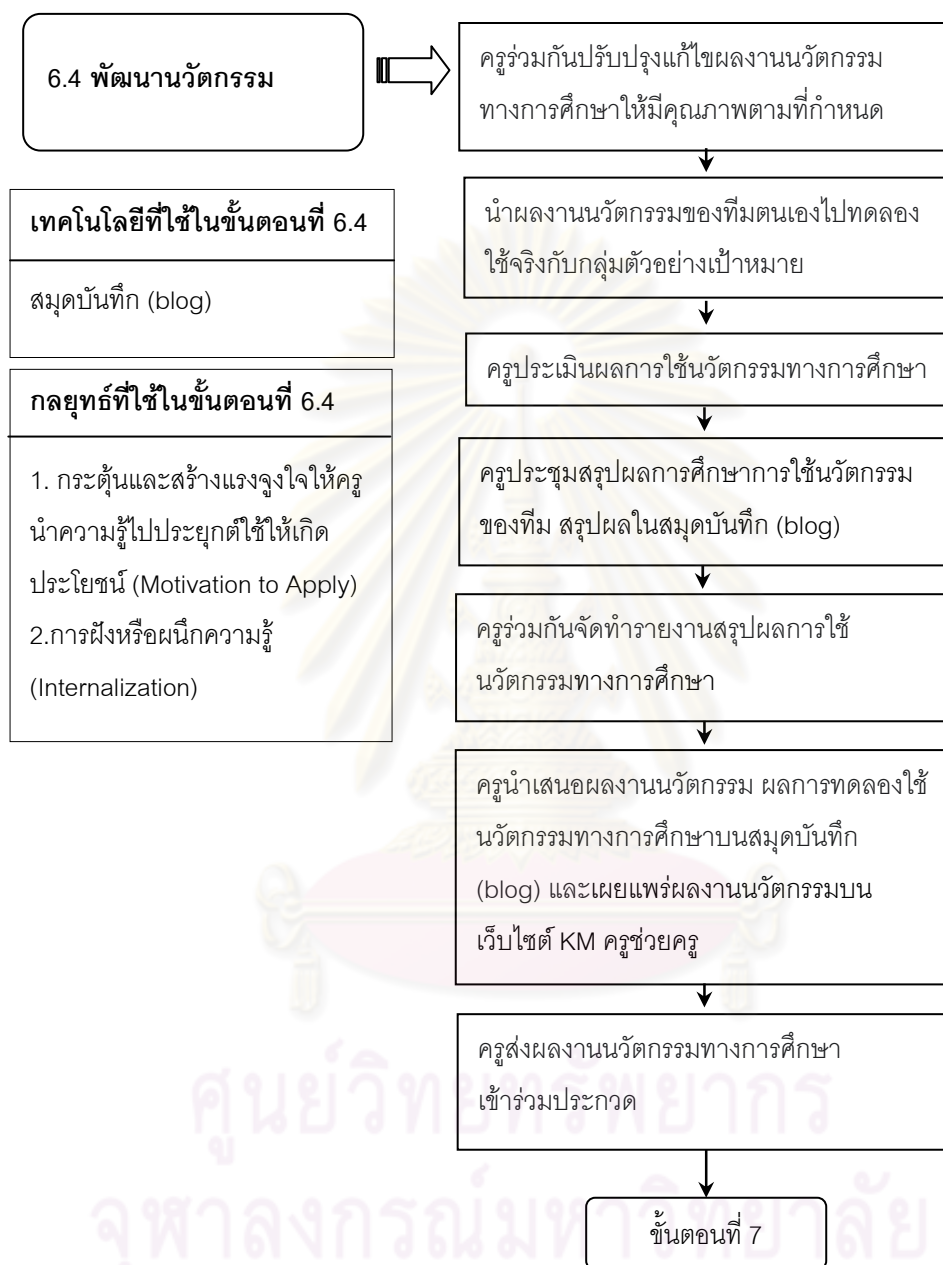 6.4 พัฒนานวัตกรรม
ครูร่วมกันปรับปรุงแก้ไขผลงานนวัตกรรม
ทางการศึกษาให้มีคุณภาพตามที่กำหนด
เทคโนโลยีที่ใช้ในขั้นตอนที่ 6.4
สมุดบันทึก (blog)
กลยุทธ์ที่ใช้ในขั้นตอนที่ 6.4
1. กระตุ้นและสร้างแรงจูงใจให้ครู
นำความรู้ไปประยุกต์ใช้ให้เกิด
ประโยชน์ (Motivation to Apply)
2.การฝังหรือผนึกความรู้
(Internalization)
นำผลงานนวัตกรรมของทีมตนเองไปทดลอง
ใช้จริงกับกลุ่มตัวอย่างเป้าหมาย
ครูประเมินผลการใช้นวัตกรรมทางการศึกษา
ครูประชุมสรุปผลการศึกษาการใช้นวัตกรรม
ของทีม สรุปผลในสมุดบันทึก (blog)
ครูร่วมกันจัดทำรายงานสรุปผลการใช้
นวัตกรรมทางการศึกษา
ครูนำเสนอผลงานนวัตกรรม ผลการทดลองใช้
นวัตกรรมทางการศึกษาบนสมุดบันทึก
(blog) และเผยแพร่ผลงานนวัตกรรมบน
เว็บไซต์ KM ครูช่วยครู
ครูส่งผลงานนวัตกรรมทางการศึกษา
เข้าร่วมประกวด
ขั้นตอนที่ 7
ศูนย์วิทยทรัพยากร
จุฬาลงกรณ์มหาวิทยาลัย